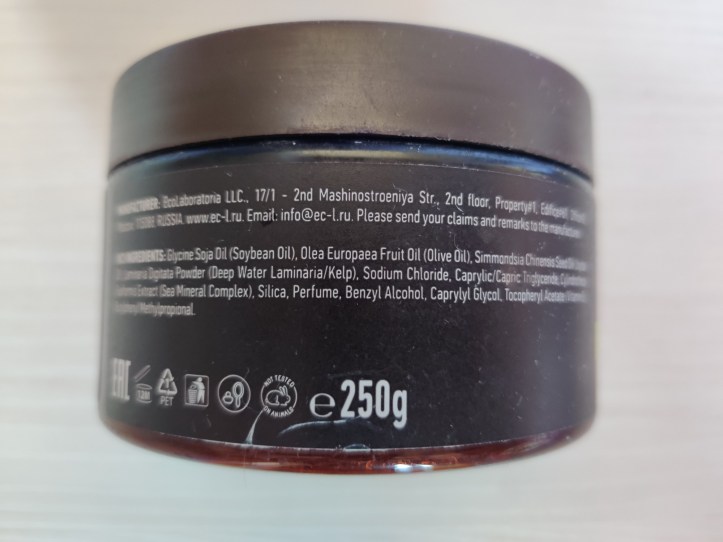 MANUFACTURER: EcoLaboratoria LLC., 17/1 - 2nd Mashinostroeniya Str., 2nd floor, Property#1,
RUSSIA. www.ec-l.ru. Email: info@ec-l.ru. Please send your claims and remarks to the manufacturer
INGREDIENTS: Glycine Soja Oil (Soybean Oil), Olea Europaea Fruit Oil (Olive Oil), Simmondsia Chinensis
Laminaria Digitata Powder (Deep Water Laminaria/Kelp), Sodium Chloride, Caprylic/Capric Triglyceride,
Extract (Sea Mineral Complex), Silica, Perfume, Benzyl Alcohol, Caprylyl Glycol, Tocopheryl Acetate
EAC
12M
PET
NOT TESTED
ON ANIMALS
e 250g